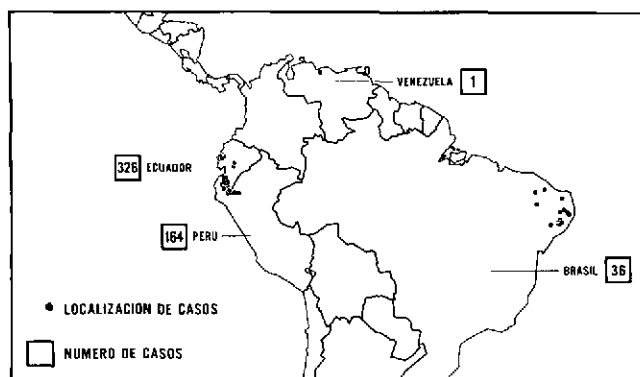 VENEZUELA 1
326 ECUADOR
164 PERU
BRASIL 36
LOCALIZACION DE CASOS
NUMERO DE CASOS